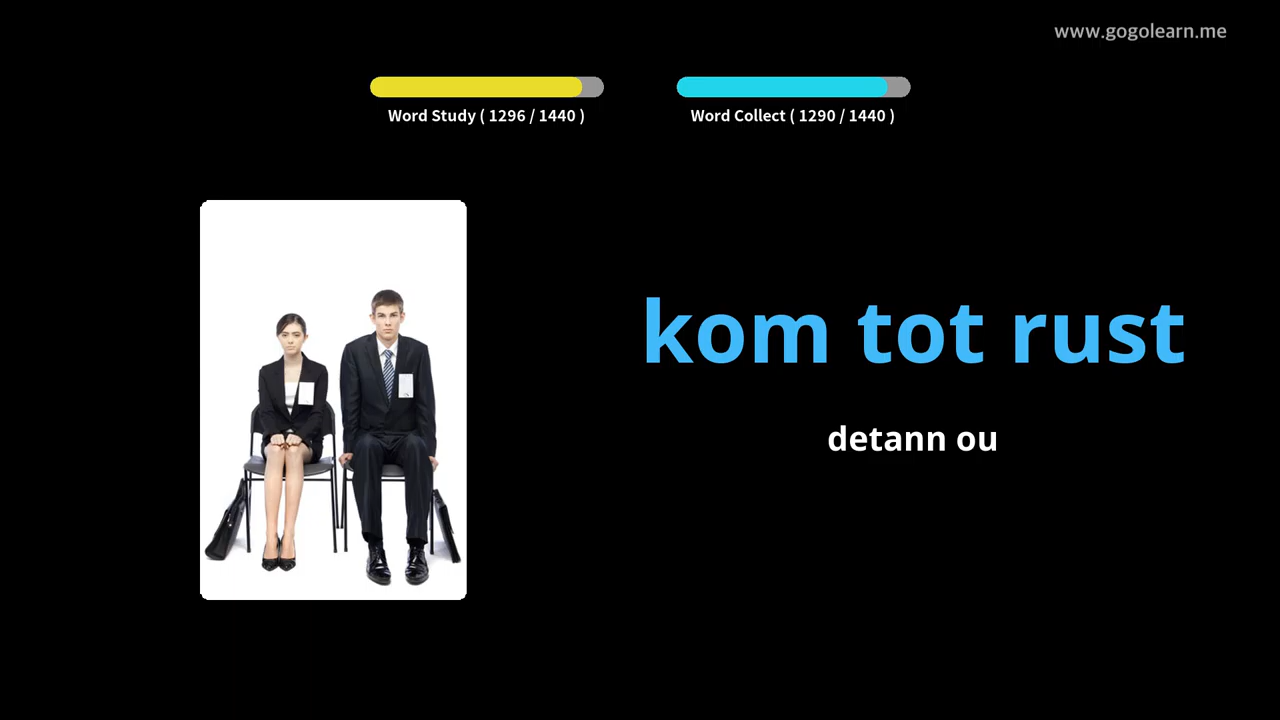 www.gogolearn.me
Word Study ( 1296 / 1440 )
Word Collect ( 1290 / 1440 )
kom tot rust
detann ou